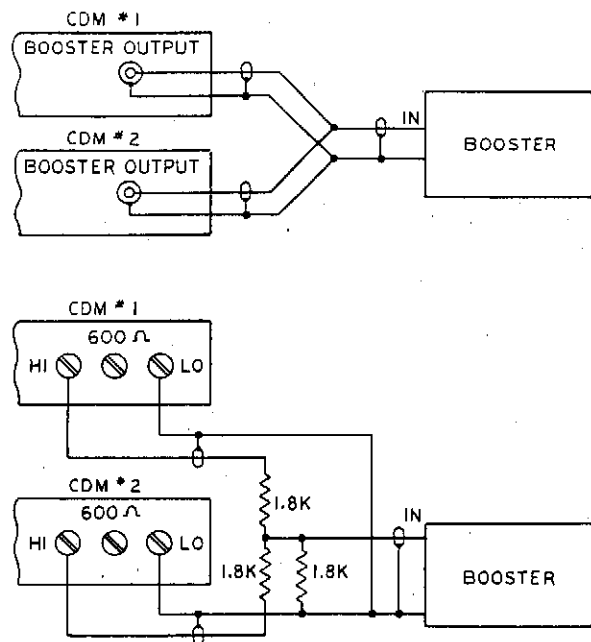 CDM #1
BOOSTER OUTPUT
IN
BOOSTER
CDM #2
BOOSTER OUTPUT
CDM #1
600 Ω
HI
LO
1.8K
CDM #2
600 Ω
HI
LO
1.8K
1.8K
IN
BOOSTER